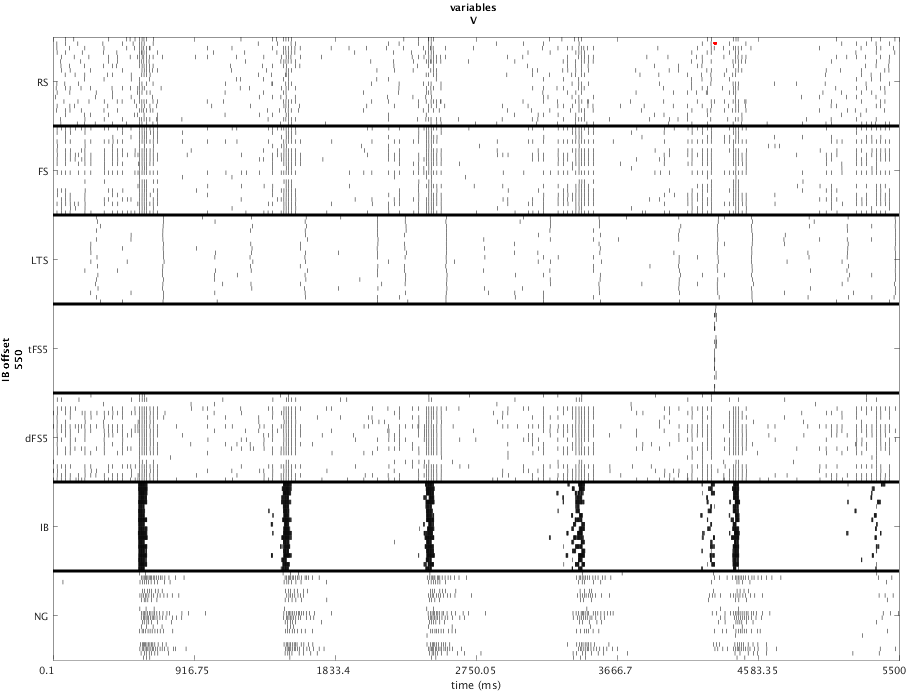 variables
V
RS
FS
LTS
tFS5
dFS5
IB
NG
IB offset
550
0.1 916.75 1833.4 2750.05 3666.7 4583.35 5500
time (ms)